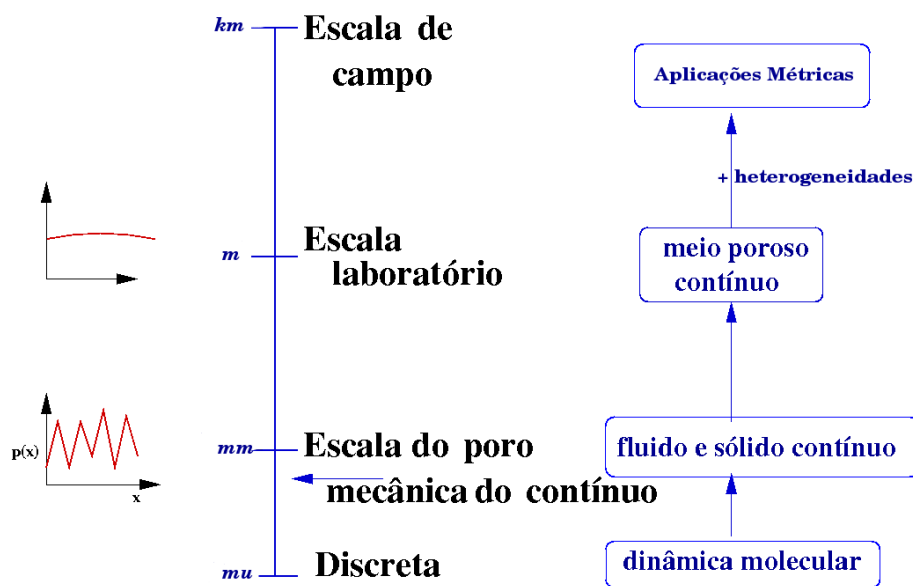 km
Escala de
campo
Aplicações Métricas
+ heterogeneidades
m
Escala
laboratório
meio poroso
contínuo
p(x)
x
mm
Escala do poro
mecânica do contínuo
fluido e sólido contínuo
mu
Discreta
dinâmica molecular